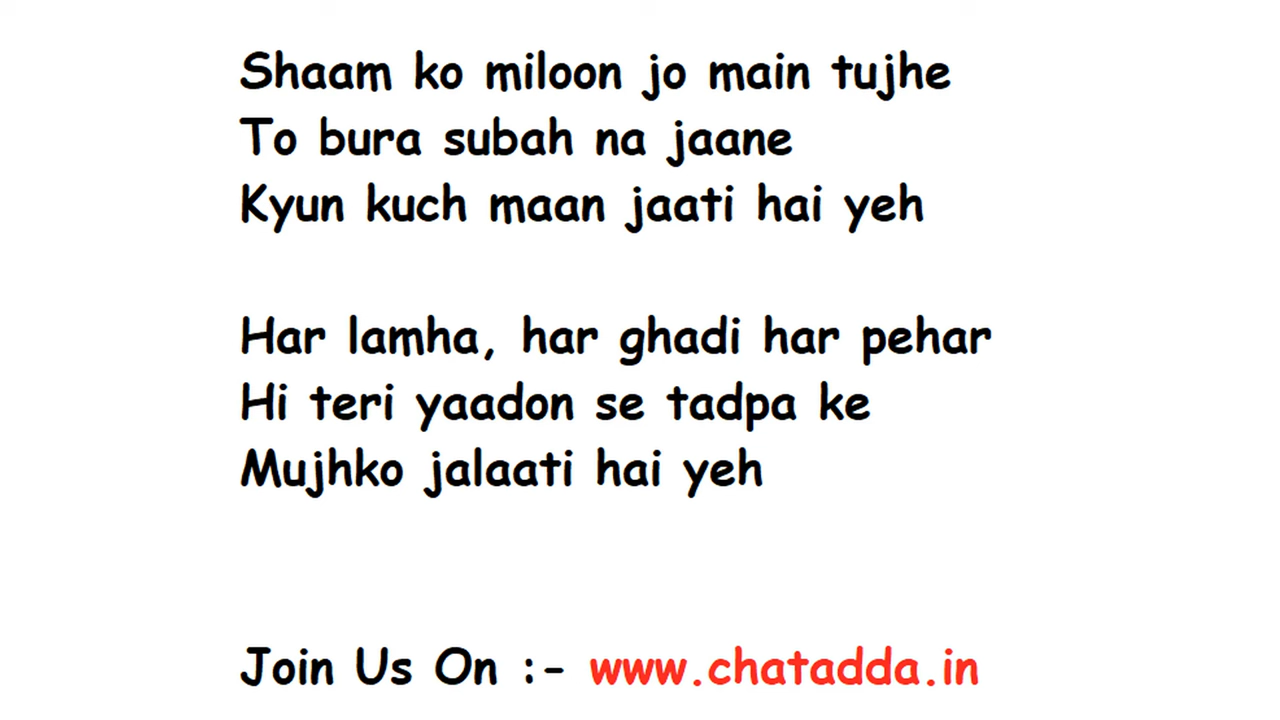 Shaam ko miloon jo main tujhe
To bura subah na jaane
Kyun kuch maan jaati hai yeh
Har lamha, har ghadi har pehar
Hi teri yaadon se tadpa ke
Mujhko jalaati hai yeh
Join Us On :- www.chatadda.in